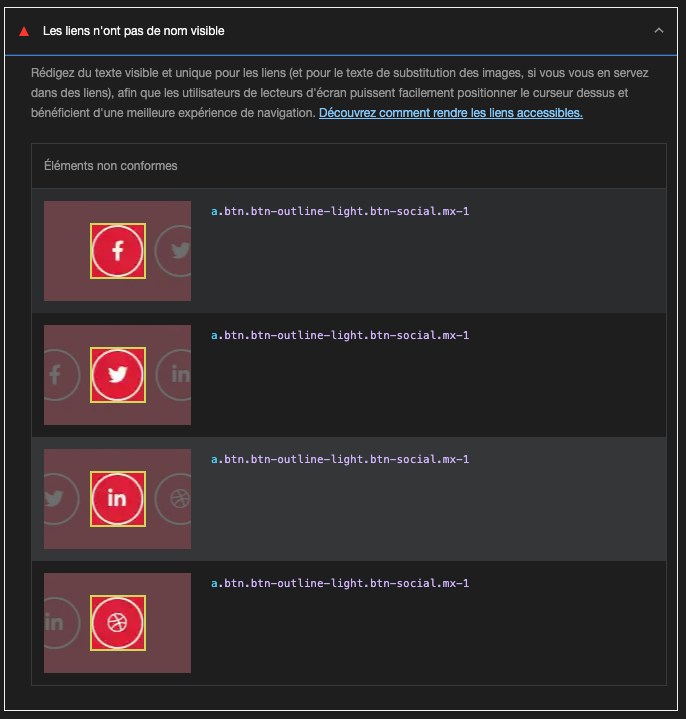 Les liens n'ont pas de nom visible
Rédigez du texte visible et unique pour les liens (et pour le texte de substitution des images, si vous vous en servez
dans des liens), afin que les utilisateurs de lecteurs d'écran puissent facilement positionner le curseur dessus et
bénéficient d'une meilleure expérience de navigation. Découvrez comment rendre les liens accessibles.
Éléments non conformes
a.btn.btn-outline-light.btn-social.mx-1
a.btn.btn-outline-light.btn-social.mx-1
a.btn.btn-outline-light.btn-social.mx-1
a.btn.btn-outline-light.btn-social.mx-1